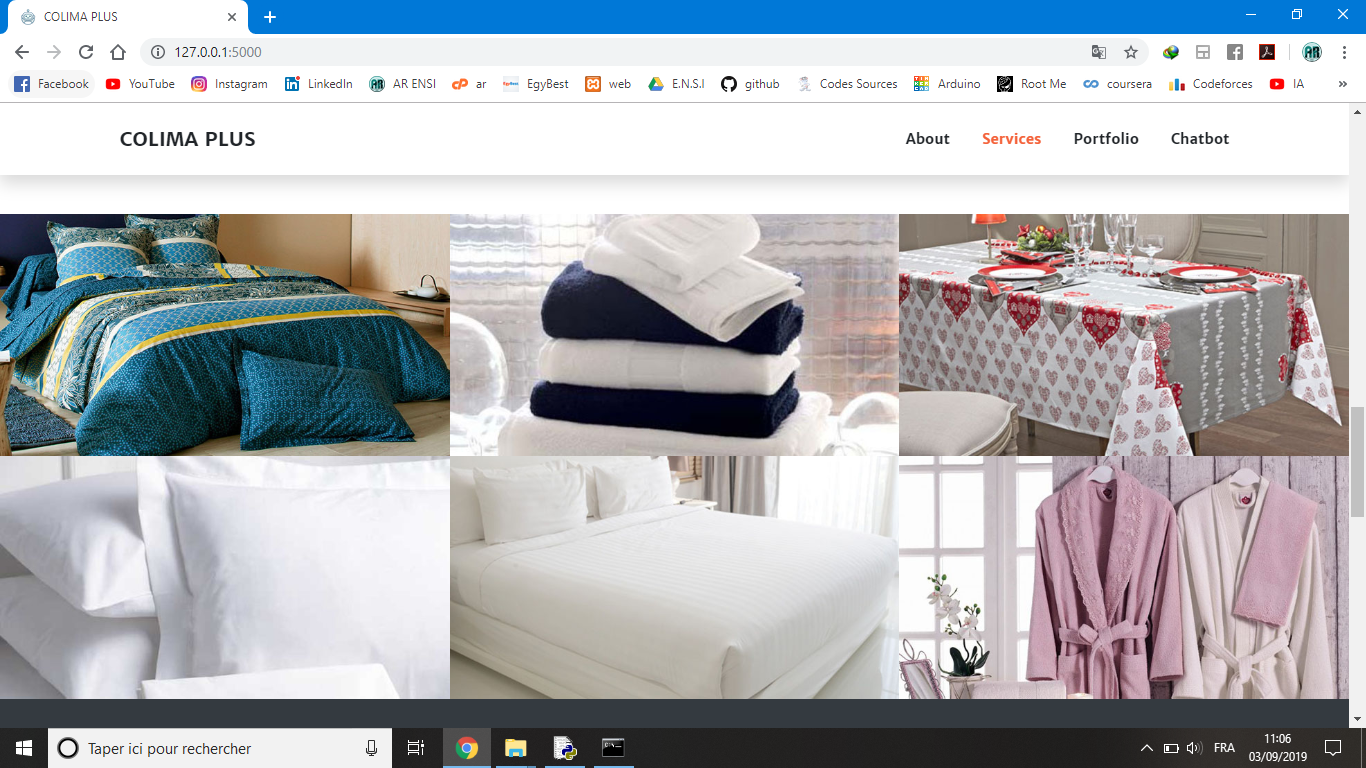 COLIMA PLUS
127.0.0.1:5000
Facebook YouTube Instagram LinkedIn AR ENSI ar EgyBest web E.N.S.I github Codes Sources Arduino Root Me coursera Codeforces IA »
COLIMA PLUS About Services Portfolio Chatbot
Taper ici pour rechercher
FRA
11:06
03/09/2019